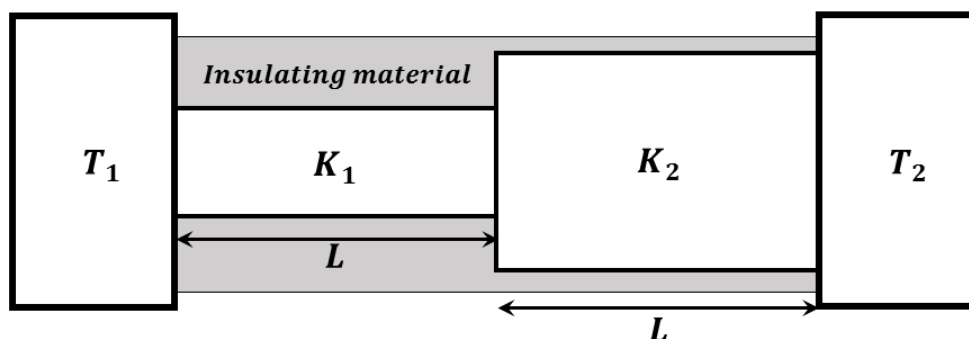 Insulating material
T₁
K₁
K₂
T₂
L
L